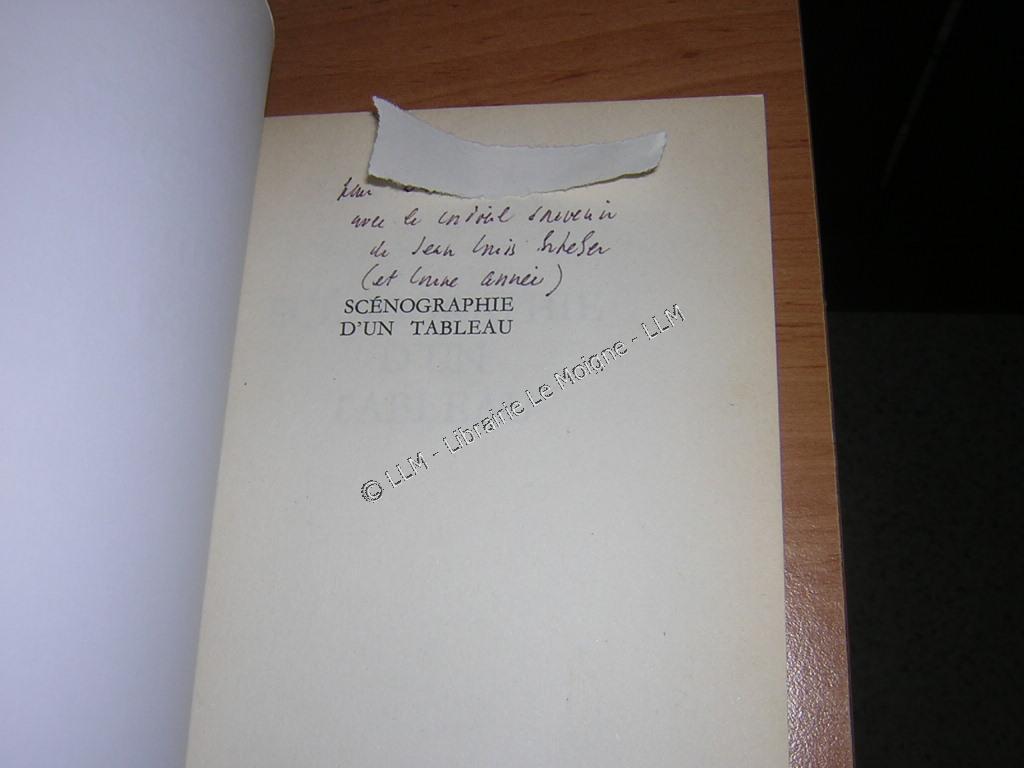 Pour
avec le cordial souvenir
de Jean Louis Schefer
(et bonne année)
SCÉNOGRAPHIE
D'UN TABLEAU
© LLM - Librairie Le Moigne - LLM